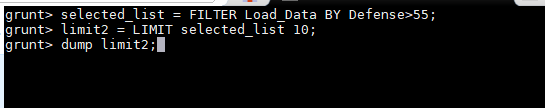 grunt> selected_list = FILTER Load_Data BY Defense>55;
grunt> limit2 = LIMIT selected_list 10;
grunt> dump limit2;